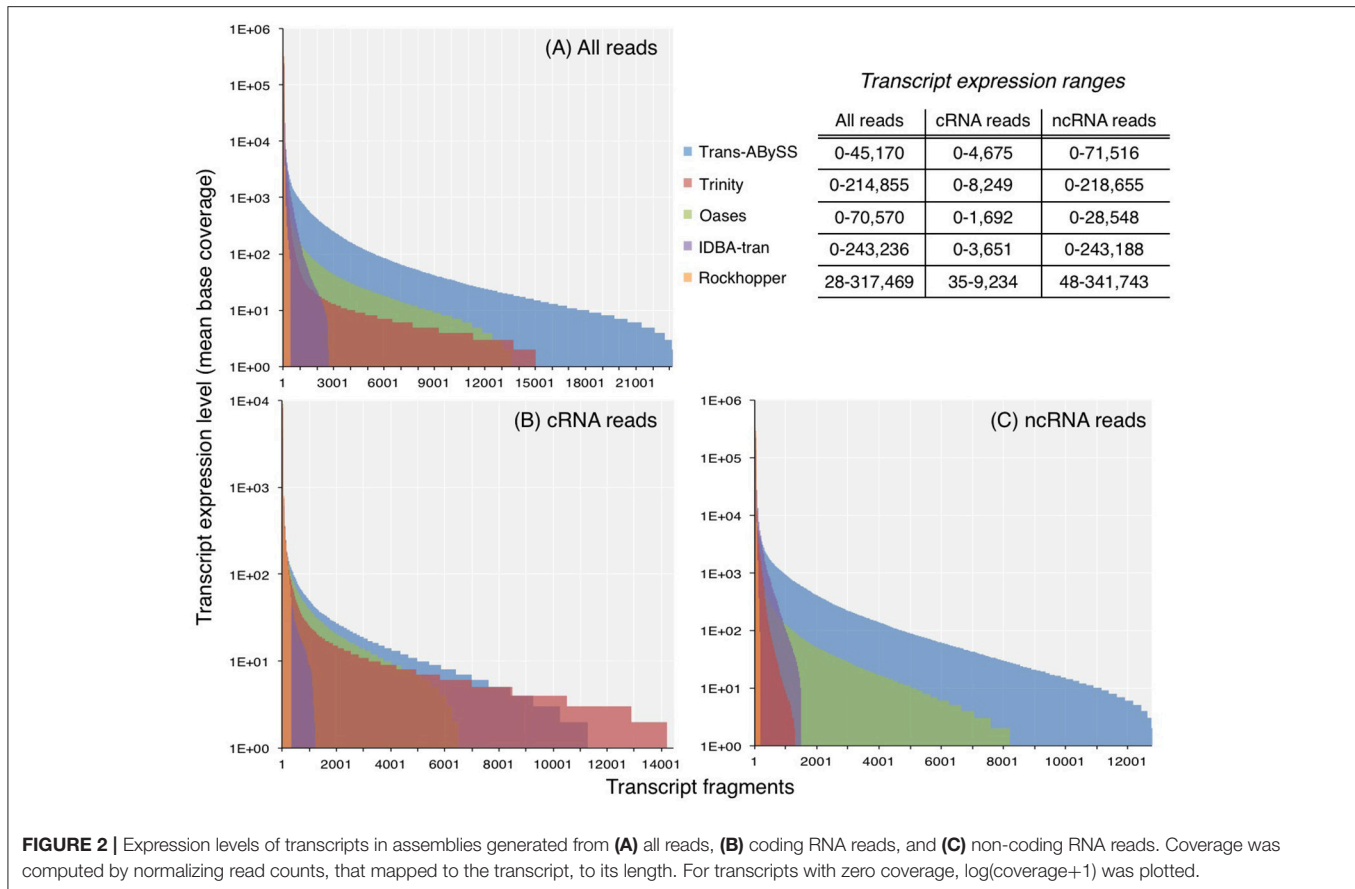 (A) All reads
1E+06
1E+05
1E+04
1E+03
1E+02
1E+01
1E+00
1 3001 6001 9001 12001 15001 18001 21001
Transcript expression level (mean base coverage)
Transcript expression ranges
All reads cRNA reads ncRNA reads
Trans-ABySS 0-45,170 0-4,675 0-71,516
Trinity 0-214,855 0-8,249 0-218,655
Oases 0-70,570 0-1,692 0-28,548
IDBA-tran 0-243,236 0-3,651 0-243,188
Rockhopper 28-317,469 35-9,234 48-341,743
(B) cRNA reads
1E+04
1E+03
1E+02
1E+01
1E+00
1 2001 4001 6001 8001 10001 12001 14001
(C) ncRNA reads
1E+06
1E+05
1E+04
1E+03
1E+02
1E+01
1E+00
1 2001 4001 6001 8001 10001 12001
Transcript fragments
FIGURE 2 | Expression levels of transcripts in assemblies generated from (A) all reads, (B) coding RNA reads, and (C) non-coding RNA reads. Coverage was
computed by normalizing read counts, that mapped to the transcript, to its length. For transcripts with zero coverage, log(coverage+1) was plotted.